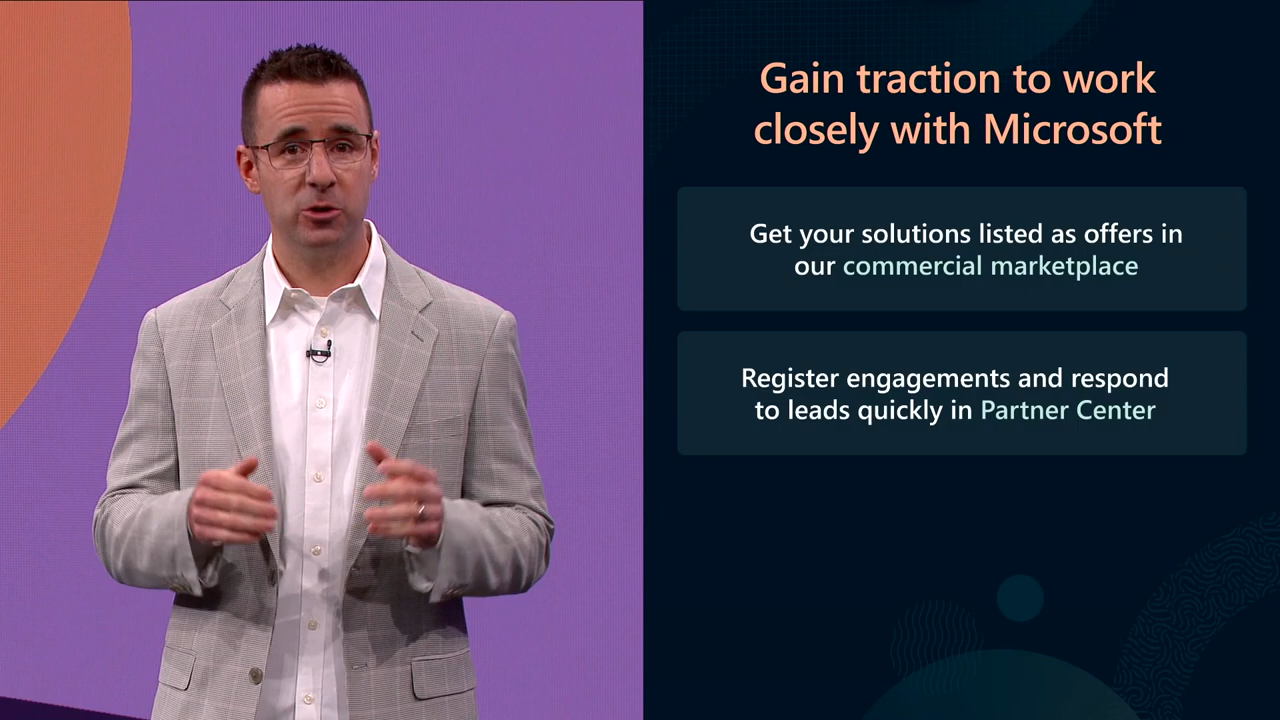 Gain traction to work
closely with Microsoft
Get your solutions listed as offers in
our commercial marketplace
Register engagements and respond
to leads quickly in Partner Center